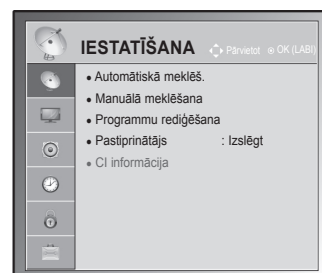 IESTATĪŠANA Pārvietot OK (LABI)
● Automātiskā meklēš.
● Manuālā meklēšana
● Programmu rediģēšana
● Pastiprinātājs : Izslēgt
● CI informācija